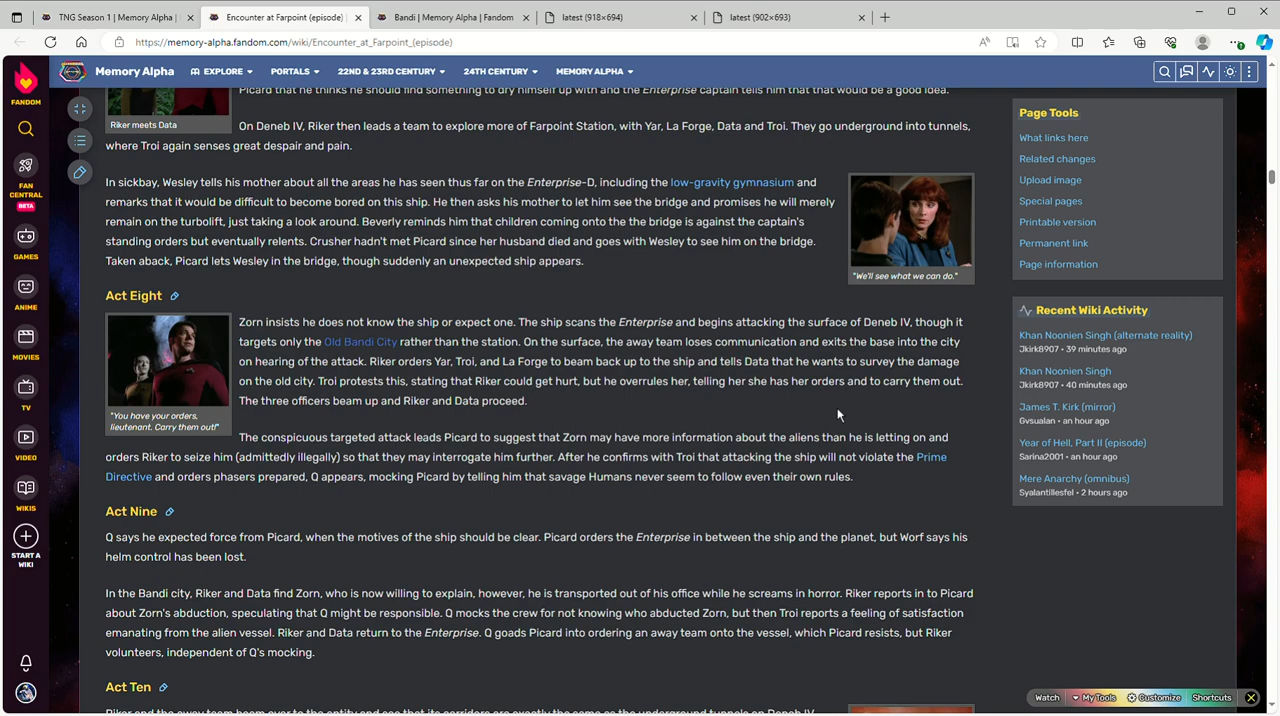 TNG Season 1 | Memory Alpha |
Encounter at Farpoint (episode) |
Bandi | Memory Alpha | Fandom
latest (918×694)
latest (902×693)
https://memory-alpha.fandom.com/wiki/Encounter_at_Farpoint_(episode)
FANDOM
FAN CENTRAL
BETA
GAMES
ANIME
MOVIES
TV
VIDEO
WIKIS
START A WIKI
Memory Alpha
EXPLORE
PORTALS
22ND & 23RD CENTURY
24TH CENTURY
MEMORY ALPHA
Picard that he thinks he should find something to dry himself up with and the Enterprise captain tells him that that would be a good idea.
Riker meets Data
On Deneb IV, Riker then leads a team to explore more of Farpoint Station, with Yar, La Forge, Data and Troi. They go underground into tunnels,
where Troi again senses great despair and pain.
In sickbay, Wesley tells his mother about all the areas he has seen thus far on the Enterprise-D, including the low-gravity gymnasium and
remarks that it would be difficult to become bored on this ship. He then asks his mother to let him see the bridge and promises he will merely
remain on the turbolift, just taking a look around. Beverly reminds him that children coming onto the the bridge is against the captain's
standing orders but eventually relents. Crusher hadn't met Picard since her husband died and goes with Wesley to see him on the bridge.
Taken aback, Picard lets Wesley in the bridge, though suddenly an unexpected ship appears.
"We'll see what we can do."
Act Eight
Zorn insists he does not know the ship or expect one. The ship scans the Enterprise and begins attacking the surface of Deneb IV, though it
targets only the Old Bandi City rather than the station. On the surface, the away team loses communication and exits the base into the city
on hearing of the attack. Riker orders Yar, Troi, and La Forge to beam back up to the ship and tells Data that he wants to survey the damage
on the old city. Troi protests this, stating that Riker could get hurt, but he overrules her, telling her she has her orders and to carry them out.
The three officers beam up and Riker and Data proceed.
"You have your orders,
lieutenant. Carry them out!"
The conspicuous targeted attack leads Picard to suggest that Zorn may have more information about the aliens than he is letting on and
orders Riker to seize him (admittedly illegally) so that they may interrogate him further. After he confirms with Troi that attacking the ship will not violate the Prime
Directive and orders phasers prepared, Q appears, mocking Picard by telling him that savage Humans never seem to follow even their own rules.
Act Nine
Q says he expected force from Picard, when the motives of the ship should be clear. Picard orders the Enterprise in between the ship and the planet, but Worf says his
helm control has been lost.
In the Bandi city, Riker and Data find Zorn, who is now willing to explain, however, he is transported out of his office while he screams in horror. Riker reports in to Picard
about Zorn's abduction, speculating that Q might be responsible. Q mocks the crew for not knowing who abducted Zorn, but then Troi reports a feeling of satisfaction
emanating from the alien vessel. Riker and Data return to the Enterprise. Q goads Picard into ordering an away team onto the vessel, which Picard resists, but Riker
volunteers, independent of Q's mocking.
Act Ten
Page Tools
What links here
Related changes
Upload image
Special pages
Printable version
Permanent link
Page information
Recent Wiki Activity
Khan Noonien Singh (alternate reality)
Jkirk8907 • 39 minutes ago
Khan Noonien Singh
Jkirk8907 • 40 minutes ago
James T. Kirk (mirror)
Gvsualan • an hour ago
Year of Hell, Part II (episode)
Sarina2001 • an hour ago
Mere Anarchy (omnibus)
Syalantillesfel • 2 hours ago
Watch
My Tools
Customize
Shortcuts